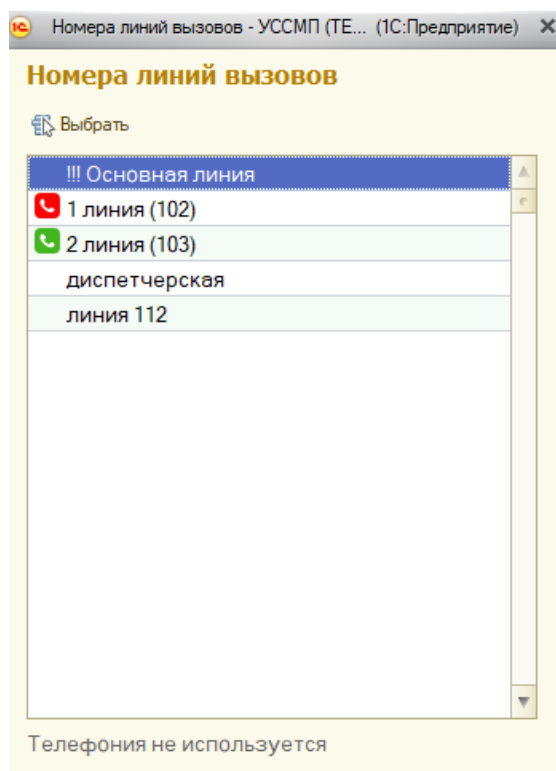 1С Номера линий вызовов - УССМП (ТЕ... (1С:Предприятие)
Номера линий вызовов
Выбрать
!!! Основная линия
1 линия (102)
2 линия (103)
диспетчерская
линия 112
Телефония не используется